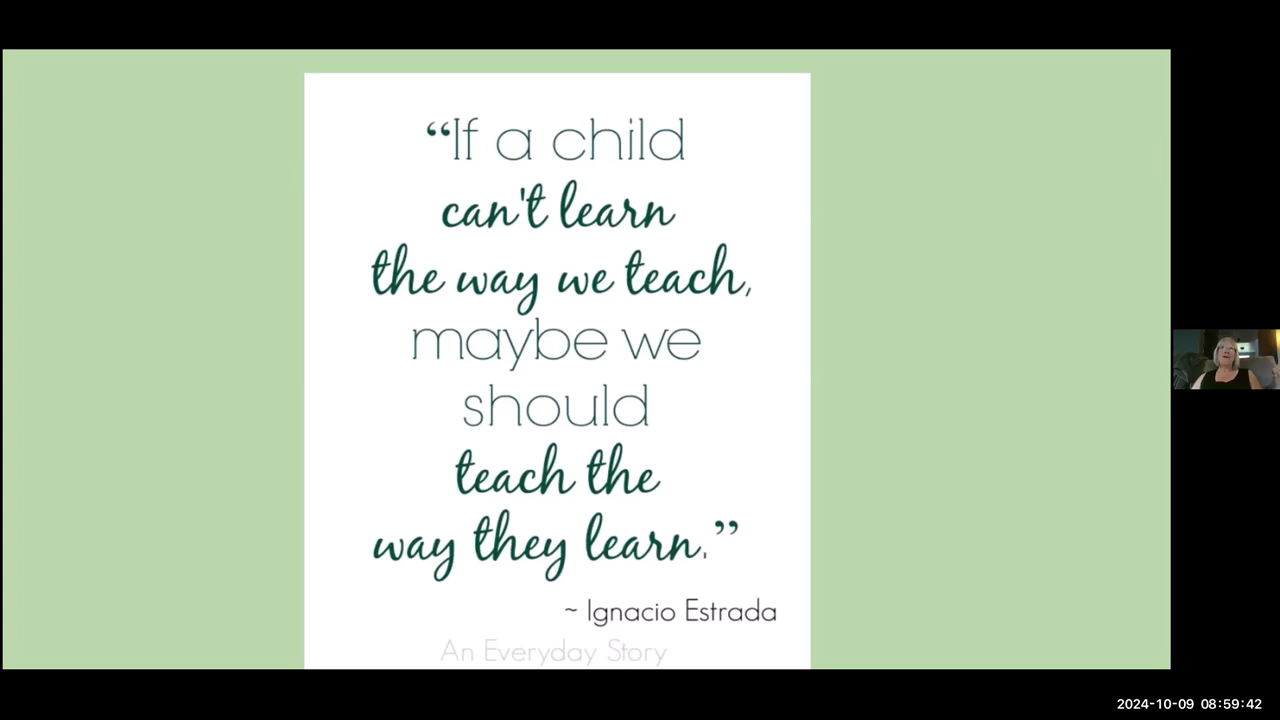 “If a child
can't learn
the way we teach,
maybe we
should
teach the
way they learn.”
~ Ignacio Estrada
An Everyday Story
2024-10-09 08:59:42